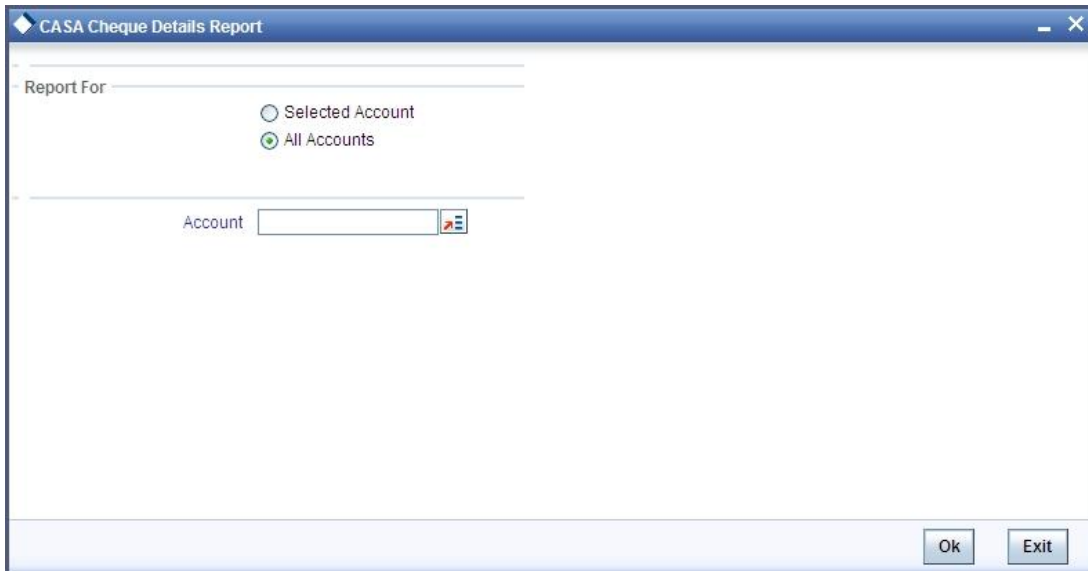 CASA Cheque Details Report
Report For
Selected Account
All Accounts
Account
Ok Exit